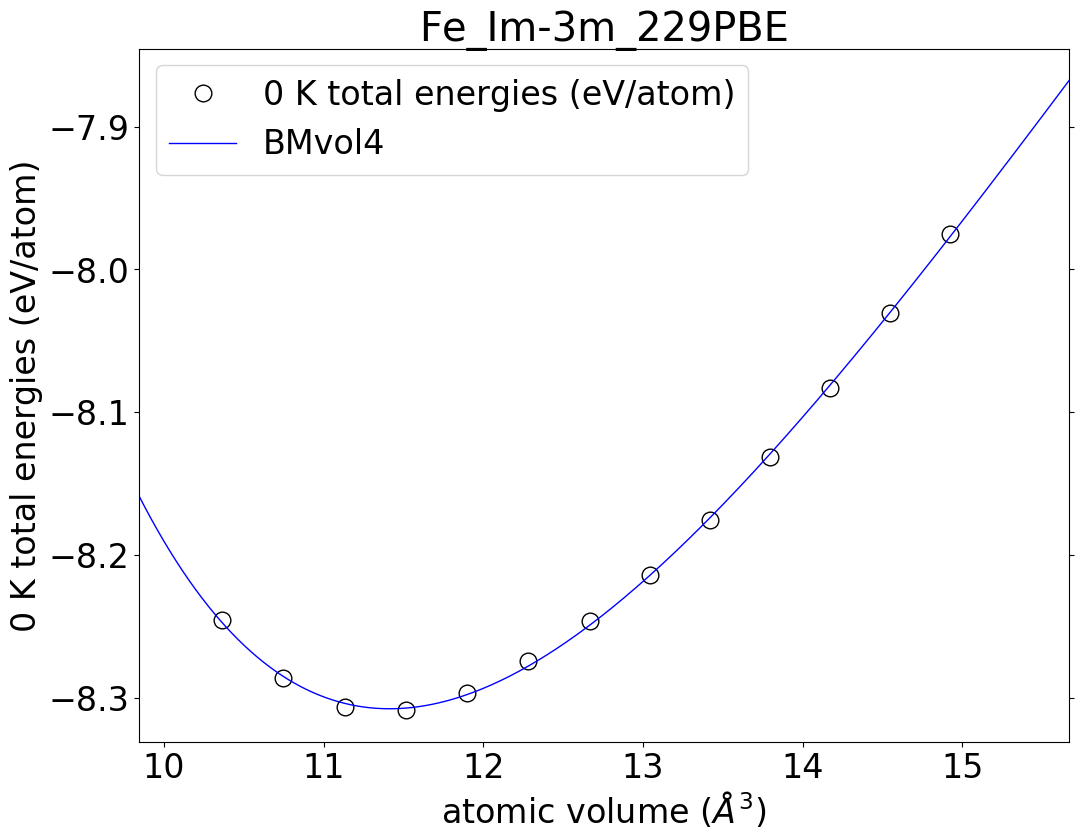 Fe_Im-3m_229PBE
0 K total energies (eV/atom)
BMvol4
0 K total energies (eV/atom)
−7.9
−8.0
−8.1
−8.2
−8.3
10 11 12 13 14 15
atomic volume (Å³)